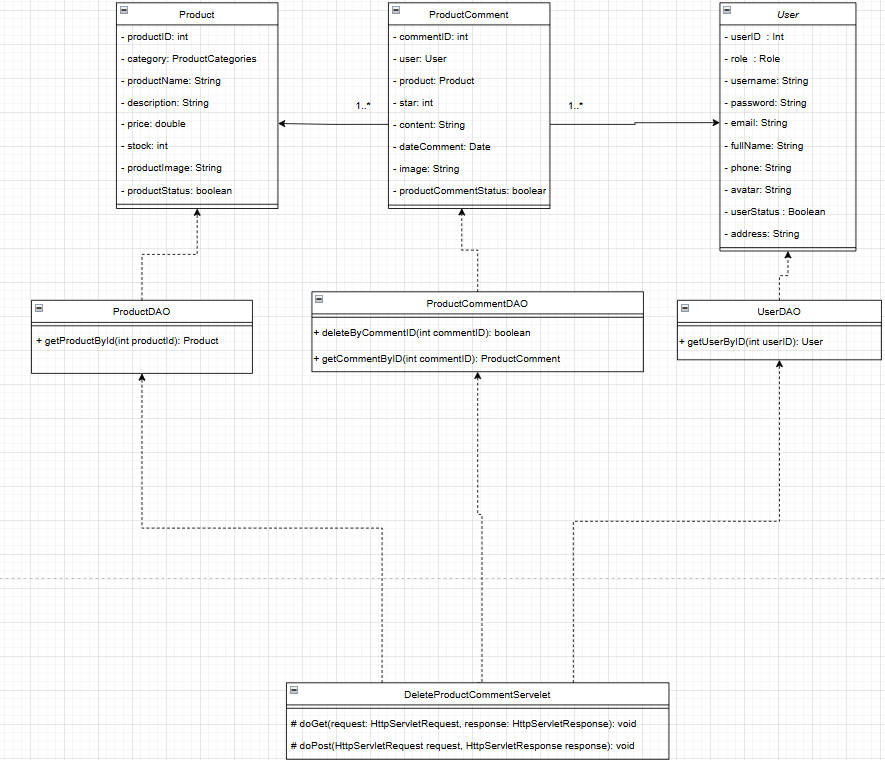 Product
- productID: int
- category: ProductCategories
- productName: String
- description: String
- price: double
- stock: int
- productImage: String
- productStatus: boolean
1..*
ProductComment
- commentID: int
- user: User
- product: Product
- star: int
- content: String
- dateComment: Date
- image: String
- productCommentStatus: boolean
1..*
User
- userID : Int
- role : Role
- username: String
- password: String
- email: String
- fullName: String
- phone: String
- avatar: String
- userStatus : Boolean
- address: String
ProductDAO
+ getProductById(int productId): Product
ProductCommentDAO
+ deleteByCommentID(int commentID): boolean
+ getCommentByID(int commentID): ProductComment
UserDAO
+ getUserByID(int userID): User
DeleteProductCommentServelet
# doGet(request: HttpServletRequest, response: HttpServletResponse): void
# doPost(HttpServletRequest request, HttpServletResponse response): void